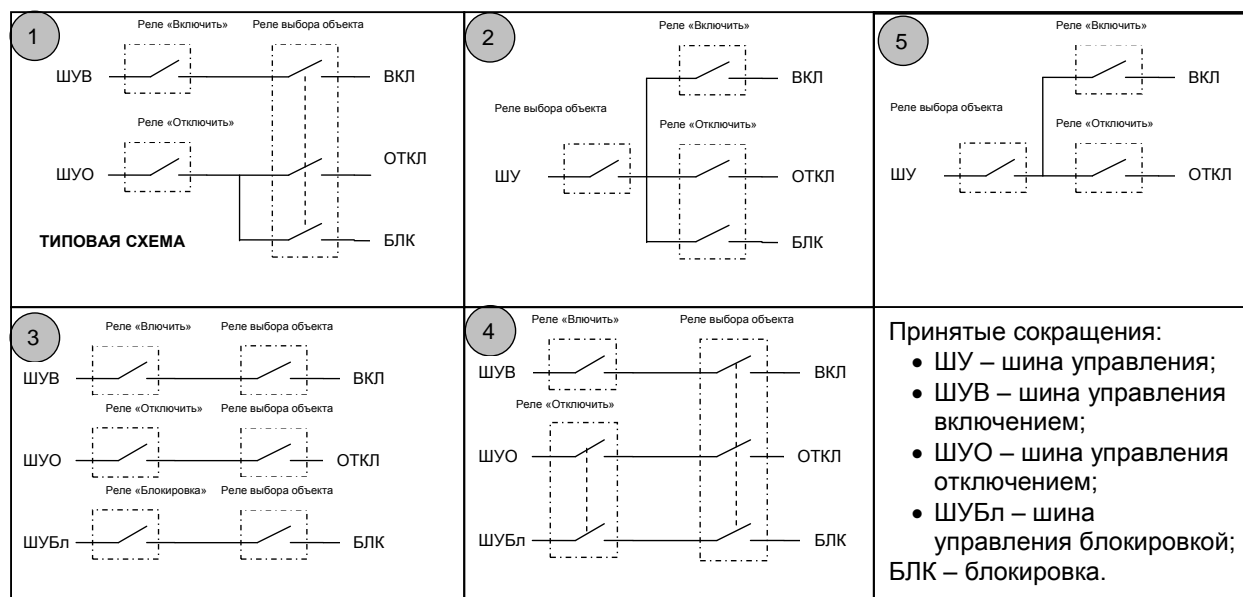 1
Реле «Включить» Реле выбора объекта
ШУВ ВКЛ
Реле «Отключить»
ШУО ОТКЛ
ТИПОВАЯ СХЕМА БЛК
2
Реле «Включить»
ВКЛ
Реле выбора объекта Реле «Отключить»
ШУ ОТКЛ
БЛК
5
Реле «Включить»
ВКЛ
Реле выбора объекта Реле «Отключить»
ШУ ОТКЛ
3
Реле «Влючить» Реле выбора объекта
ШУВ ВКЛ
Реле «Отключить» Реле выбора объекта
ШУО ОТКЛ
Реле «Блокировка» Реле выбора объекта
ШУБл БЛК
4
Реле «Влючить» Реле выбора объекта
ШУВ ВКЛ
Реле «Отключить»
ШУО ОТКЛ
ШУБл БЛК
Принятые сокращения:
• ШУ – шина управления;
• ШУВ – шина управления
включением;
• ШУО – шина управления
отключением;
• ШУБл – шина
управления блокировкой;
БЛК – блокировка.